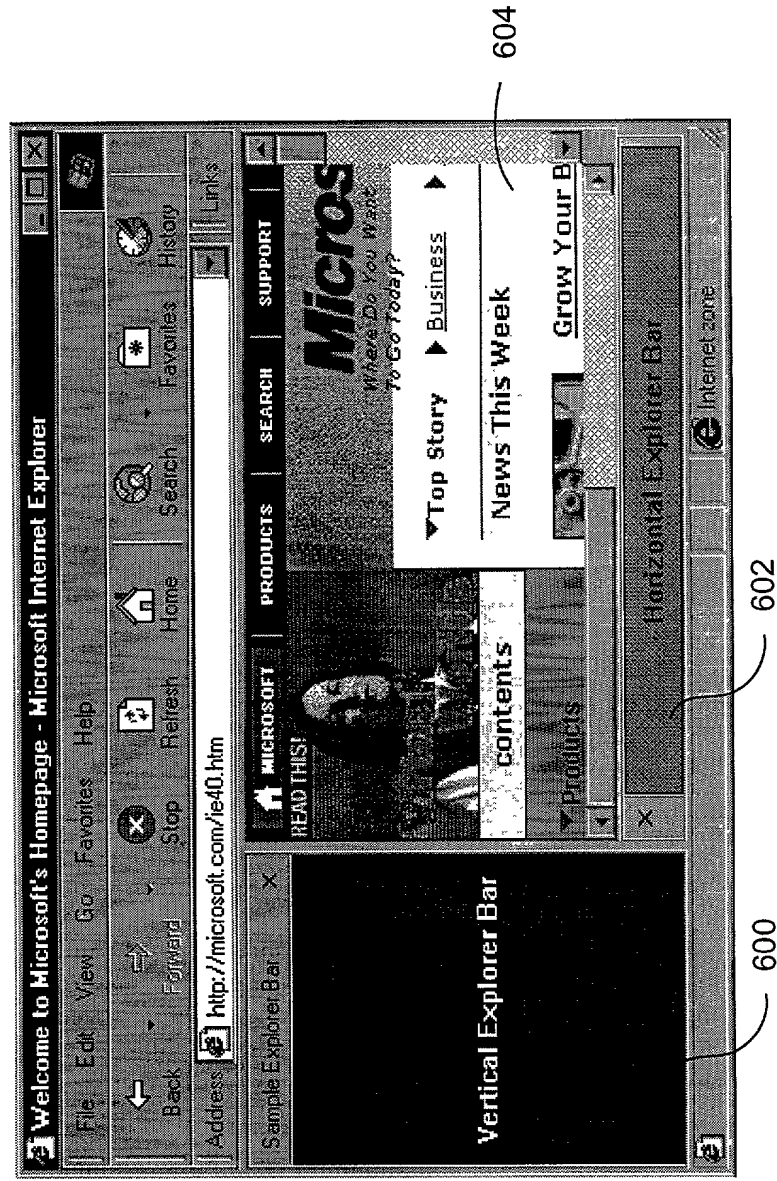 Welcome to Microsoft's Homepage - Microsoft Internet Explorer
File Edit View Go Favorites Help
Back Forward Stop Refresh Home Search Favorites History
Address http://microsoft.com/ie40.htm Links
Sample Explorer Bar
Vertical Explorer Bar
MICROSOFT PRODUCTS SEARCH SUPPORT
READ THIS!
Micros
Where Do You Want
To Go Today?
Top Story Business
contents
News This Week
Products
Grow Your B
Horizontal Explorer Bar
Internet zone
600
602
604